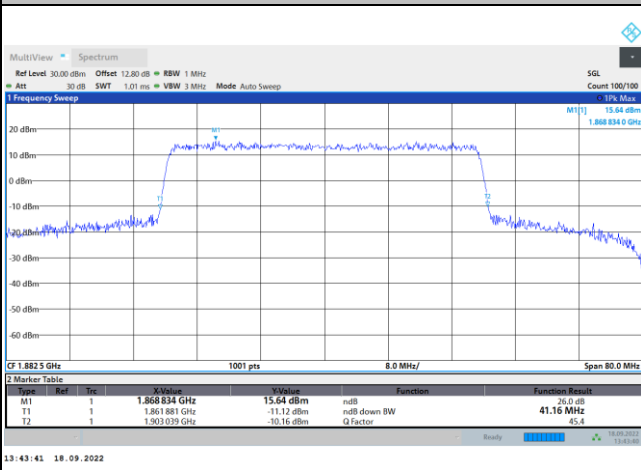 MultiView Spectrum
Ref Level 30.00 dBm Offset 12.80 dB RBW 1 MHz SGL
Att 30 dB SWT 1.01 ms VBW 3 MHz Mode Auto Sweep Count 100/100
1 Frequency Sweep 1Pk Max
M1[1] 15.64 dBm
1.868 834 0 GHz
M1
20 dBm
10 dBm
0 dBm
T1 T2
-10 dBm
-20 dBm
-30 dBm
-40 dBm
-50 dBm
-60 dBm
CF 1.882 5 GHz 1001 pts 8.0 MHz/ Span 80.0 MHz
2 Marker Table
Type Ref Trc X-Value Y-Value Function Function Result
M1 1 1.868 834 GHz 15.64 dBm ndB 26.0 dB
T1 1 1.861 881 GHz -11.12 dBm ndB down BW 41.16 MHz
T2 1 1.903 039 GHz -10.16 dBm Q Factor 45.4
Ready 18.09.2022
13:43:40
13:43:41 18.09.2022